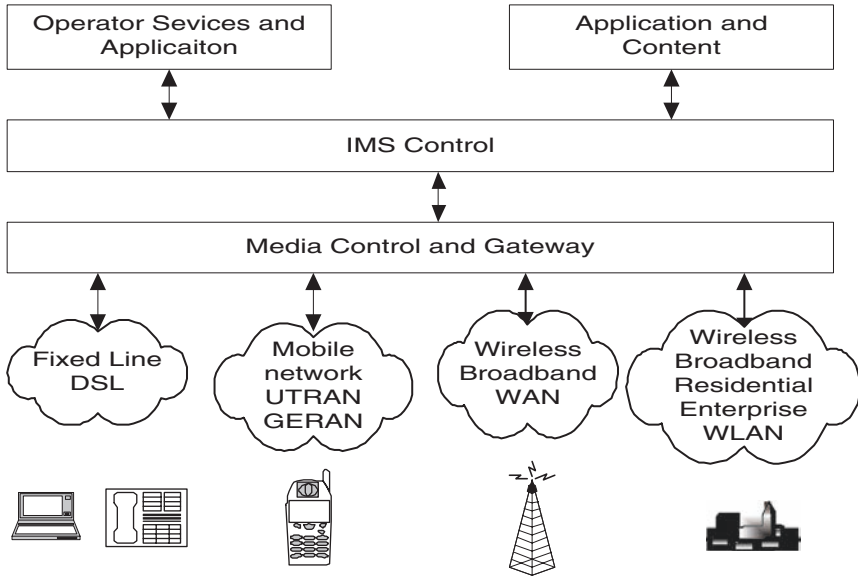 Operator Sevices and
Applicaiton
Application and
Content
IMS Control
Media Control and Gateway
Fixed Line
DSL
Mobile
network
UTRAN
GERAN
Wireless
Broadband
WAN
Wireless
Broadband
Residential
Enterprise
WLAN